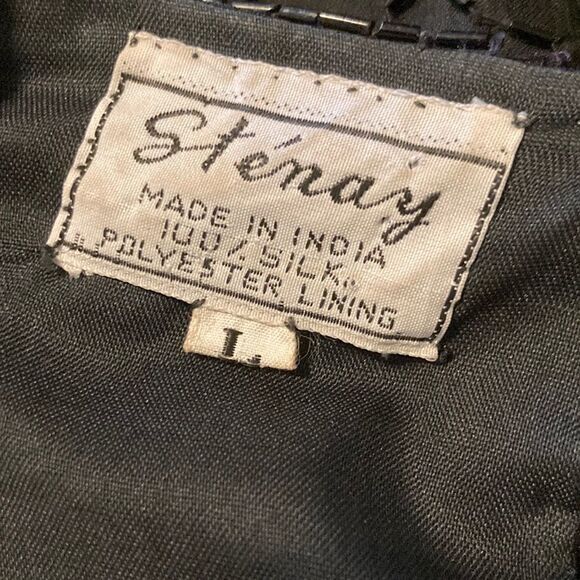 Sténay
MADE IN INDIA
100% SILK.
POLYESTER LINING
L